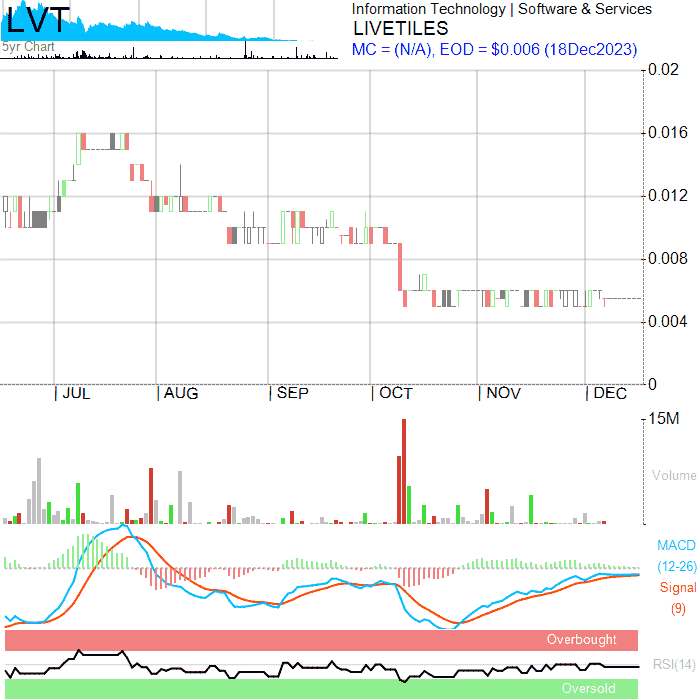 LVT
5yr Chart
Information Technology | Software & Services
LIVETILES
MC = (N/A), EOD = $0.006 (18Dec2023)
0.02
0.016
0.012
0.008
0.004
0
| JUL | AUG | SEP | OCT | NOV | DEC
15M
Volume
MACD
(12-26)
Signal
(9)
Overbought
RSI(14)
Oversold